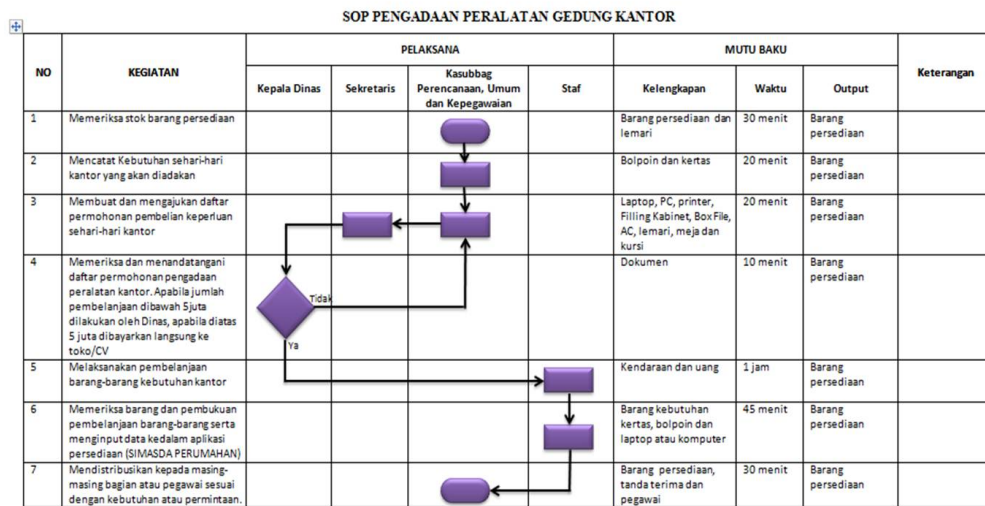 SOP PENGADAAN PERALATAN GEDUNG KANTOR
NO
KEGIATAN
PELAKSANA
MUTU BAKU
Keterangan
Kepala Dinas
Sekretaris
Kasubbag
Perencanaan, Umum
dan Kepegawaian
Staf
Kelengkapan
Waktu
Output
1
Memeriksa stok barang persediaan
Barang persediaan dan
lemari
30 menit
Barang
persediaan
2
Mencatat Kebutuhan sehari-hari
kantor yang akan diadakan
Bolpoin dan kertas
20 menit
Barang
persediaan
3
Membuat dan mengajukan daftar
permohonan pembelian keperluan
sehari-hari kantor
Laptop, PC, printer,
Filling Kabinet, Box File,
AC, lemari, meja dan
kursi
20 menit
Barang
persediaan
4
Memeriksa dan menandatangani
daftar permohonan pengadaan
peralatan kantor. Apabila jumlah
pembelanjaan dibawah 5juta
dilakukan oleh Dinas, apabila diatas
5 juta dibayarkan langsung ke
toko/CV
Tidak
Ya
Dokumen
10 menit
Barang
persediaan
5
Melaksanakan pembelanjaan
barang-barang kebutuhan kantor
Kendaraan dan uang
1 jam
Barang
persediaan
6
Memeriksa barang dan pembukuan
pembelanjaan barang-barang serta
menginput data kedalam aplikasi
persediaan (SIMASDA PERUMAHAN)
Barang kebutuhan
kertas, bolpoin dan
laptop atau komputer
45 menit
Barang
persediaan
7
Mendistribusikan kepada masing-
masing bagian atau pegawai sesuai
dengan kebutuhan atau permintaan.
Barang persediaan,
tanda terima dan
pegawai
30 menit
Barang
persediaan